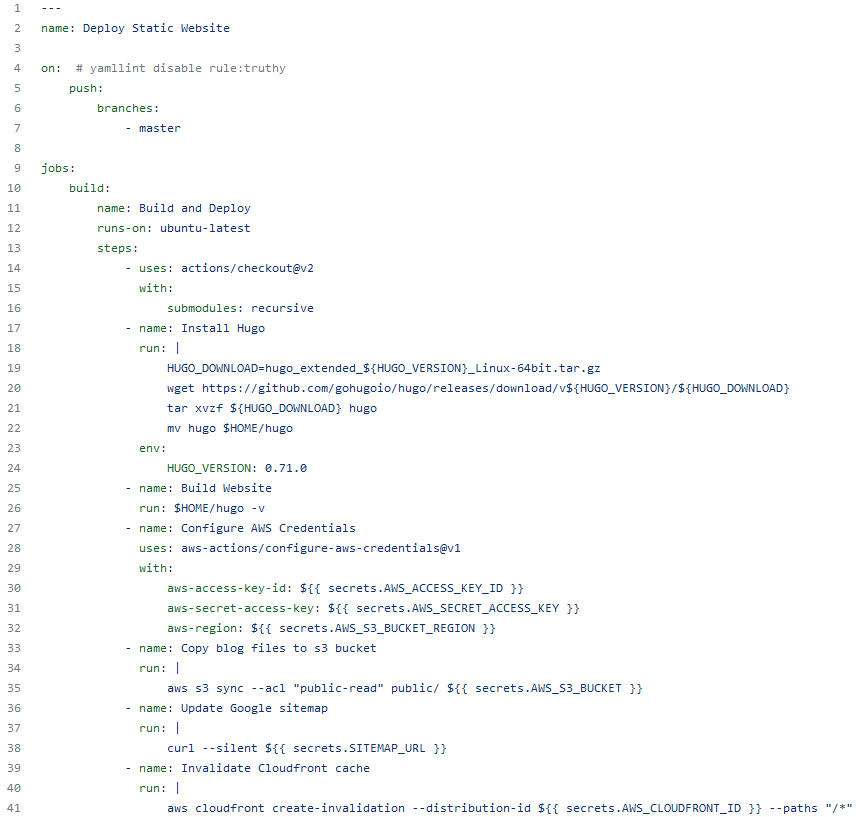 1 ---
2 name: Deploy Static Website
3
4 on:  # yamllint disable rule:truthy
5     push:
6         branches:
7             - master
8
9 jobs:
10     build:
11         name: Build and Deploy
12         runs-on: ubuntu-latest
13         steps:
14             - uses: actions/checkout@v2
15               with:
16                   submodules: recursive
17             - name: Install Hugo
18               run: |
19                   HUGO_DOWNLOAD=hugo_extended_${HUGO_VERSION}_Linux-64bit.tar.gz
20                   wget https://github.com/gohugoio/hugo/releases/download/v${HUGO_VERSION}/${HUGO_DOWNLOAD}
21                   tar xvzf ${HUGO_DOWNLOAD} hugo
22                   mv hugo $HOME/hugo
23               env:
24                   HUGO_VERSION: 0.71.0
25             - name: Build Website
26               run: $HOME/hugo -v
27             - name: Configure AWS Credentials
28               uses: aws-actions/configure-aws-credentials@v1
29               with:
30                   aws-access-key-id: ${{ secrets.AWS_ACCESS_KEY_ID }}
31                   aws-secret-access-key: ${{ secrets.AWS_SECRET_ACCESS_KEY }}
32                   aws-region: ${{ secrets.AWS_S3_BUCKET_REGION }}
33             - name: Copy blog files to s3 bucket
34               run: |
35                   aws s3 sync --acl "public-read" public/ ${{ secrets.AWS_S3_BUCKET }}
36             - name: Update Google sitemap
37               run: |
38                   curl --silent ${{ secrets.SITEMAP_URL }}
39             - name: Invalidate Cloudfront cache
40               run: |
41                   aws cloudfront create-invalidation --distribution-id ${{ secrets.AWS_CLOUDFRONT_ID }} --paths "/*"